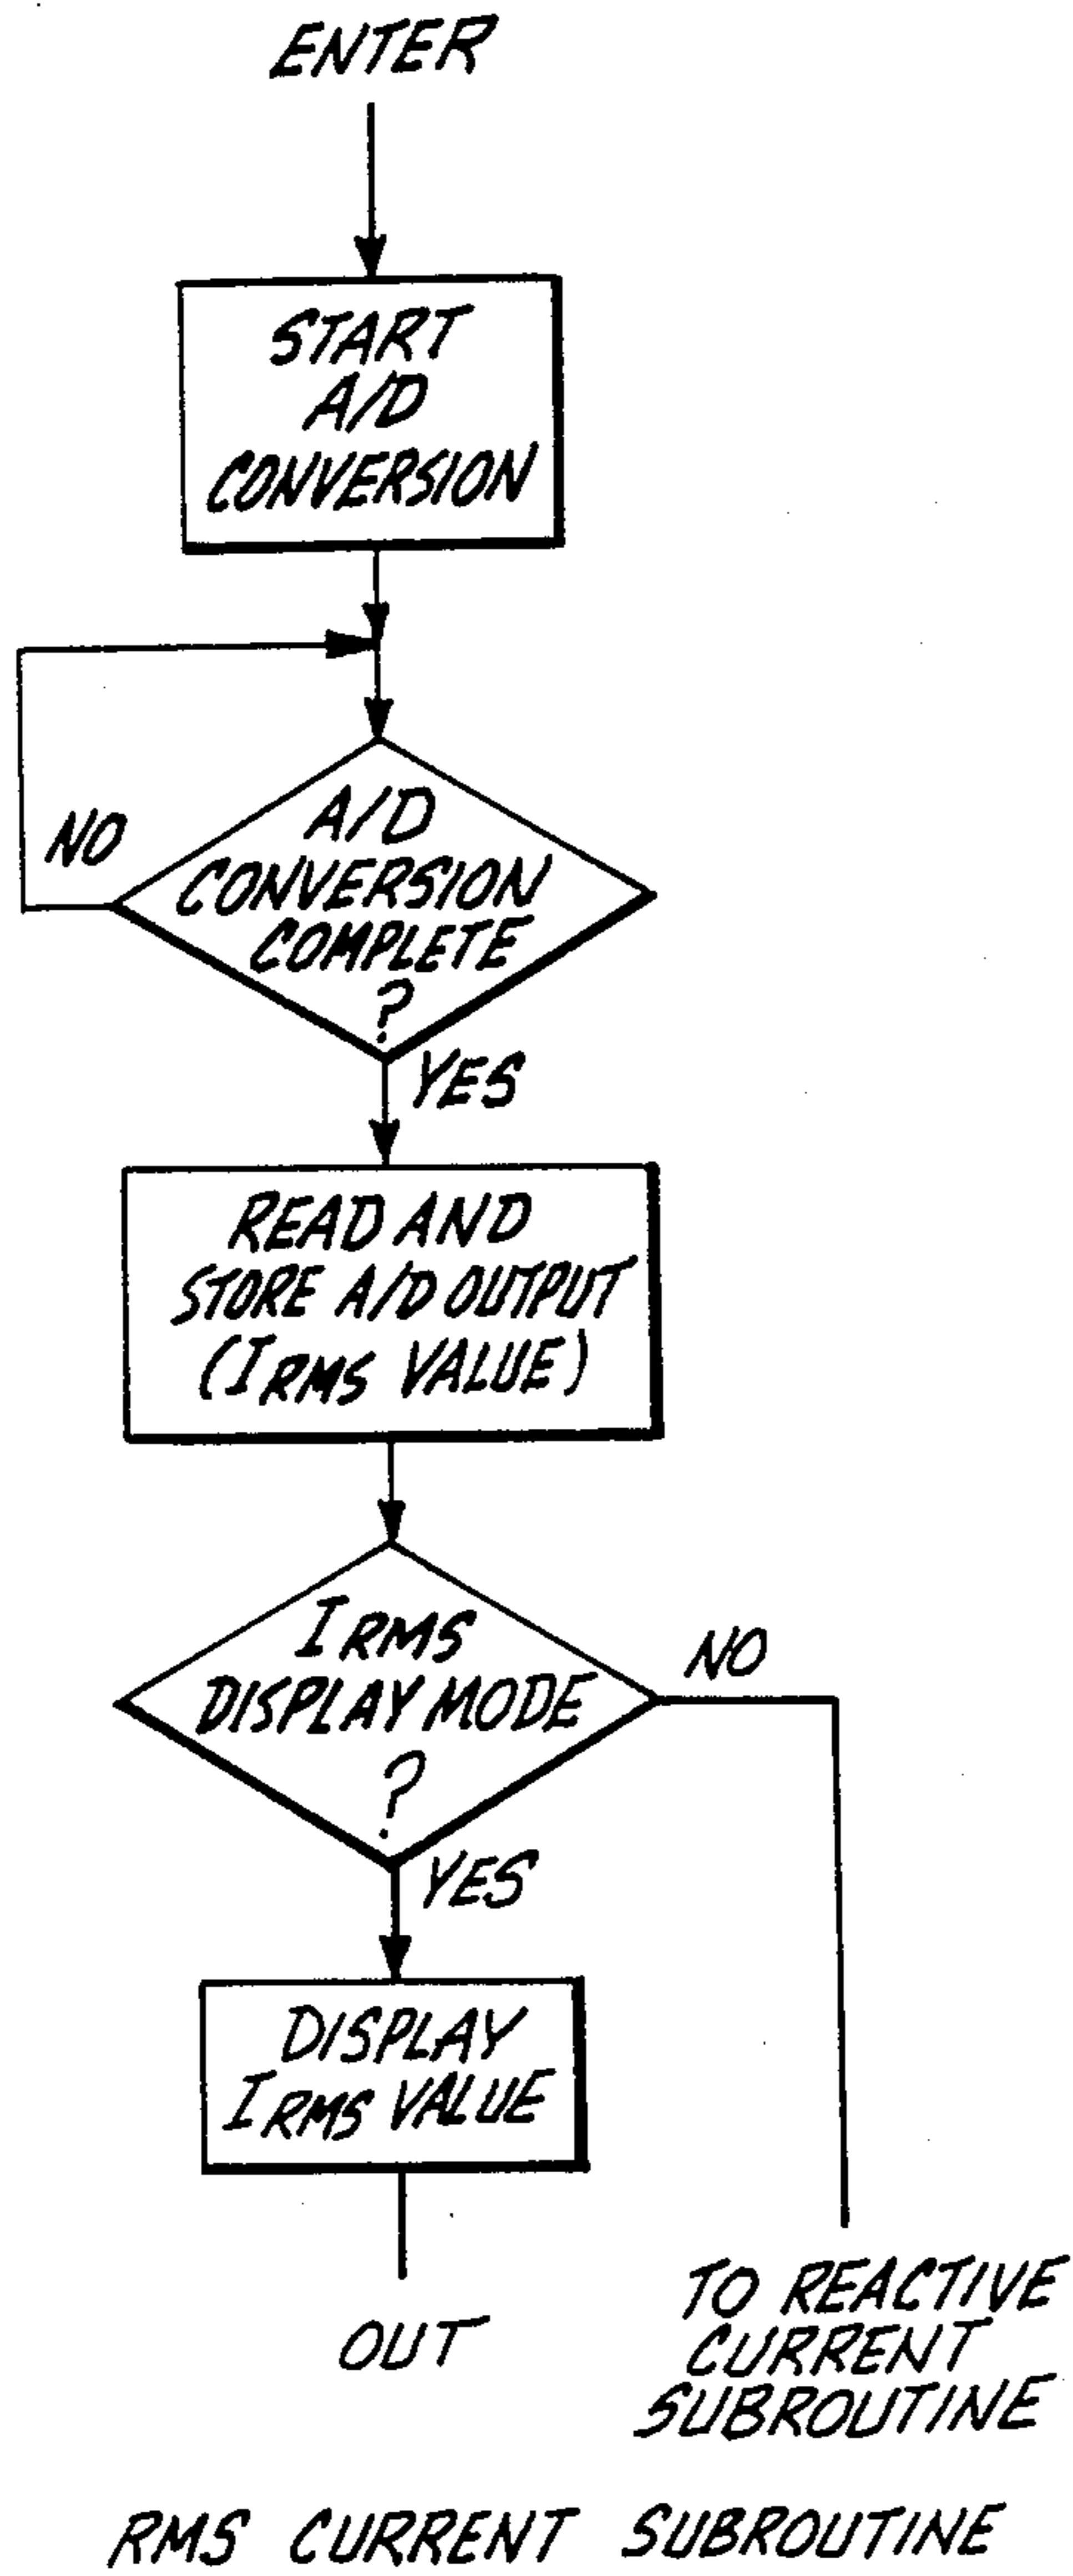 ENTER
START
A/D
CONVERSION
NO
A/D
CONVERSION
COMPLETE
?
YES
READ AND
STORE A/D OUTPUT
(IRMS VALUE)
IRMS
DISPLAY MODE
?
NO
YES
DISPLAY
IRMS VALUE
OUT
TO REACTIVE
CURRENT
SUBROUTINE
RMS CURRENT SUBROUTINE